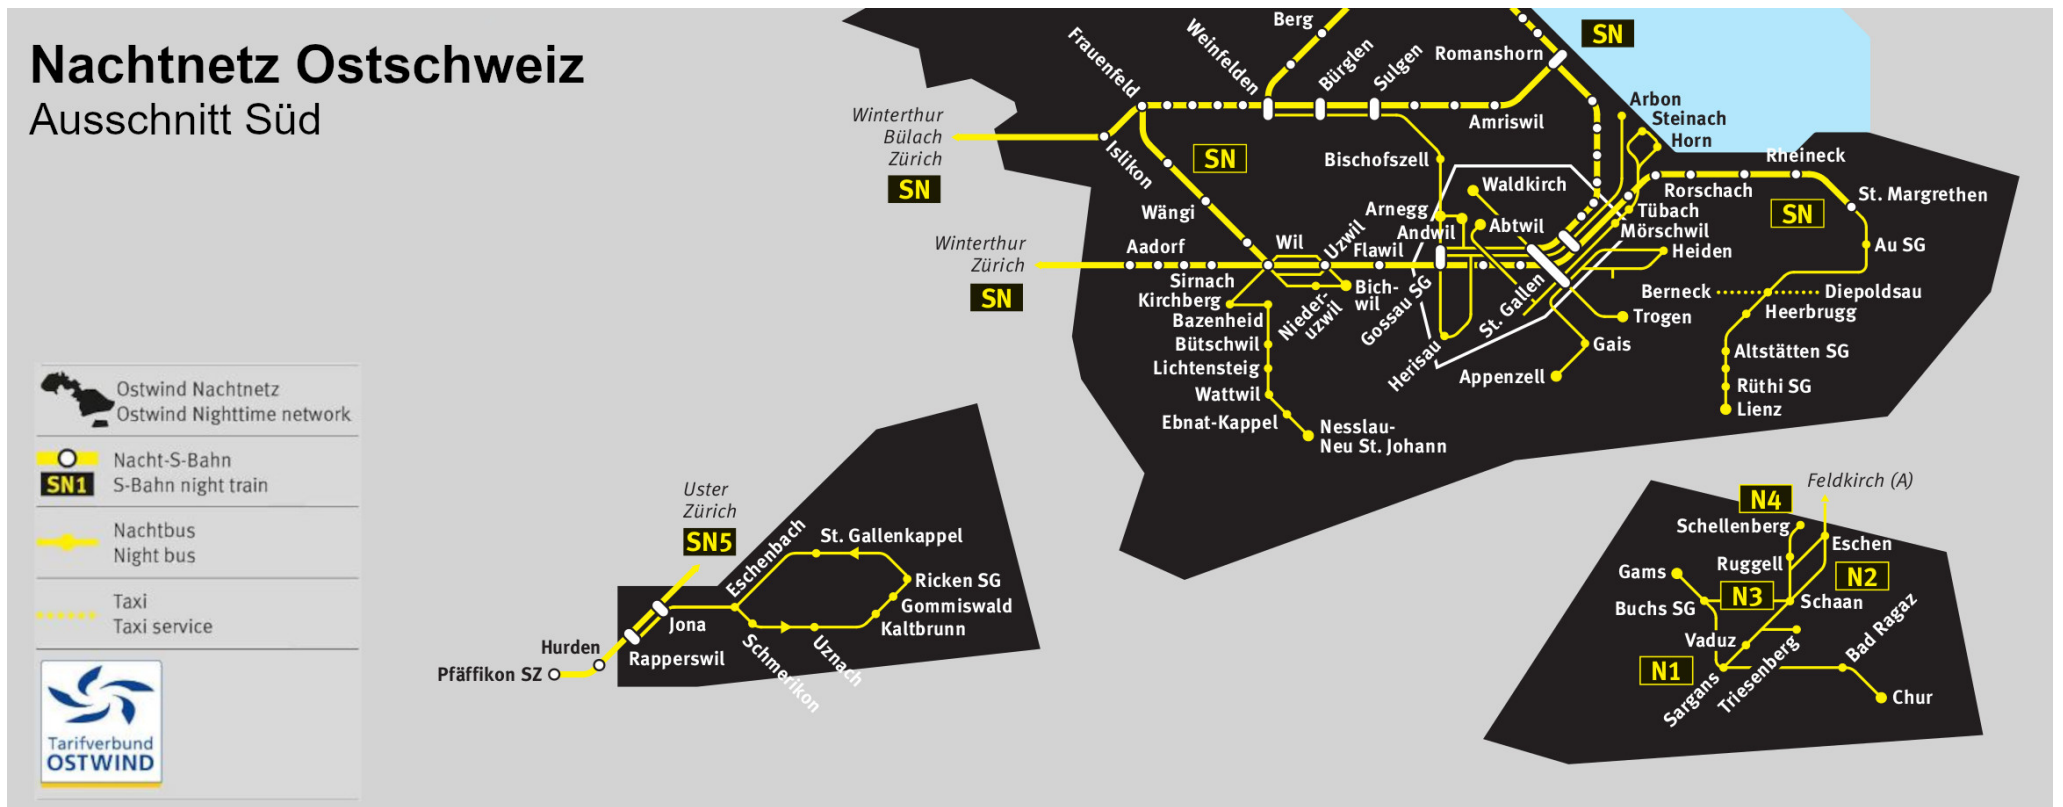 Nachtnetz Ostschweiz
Ausschnitt Süd
Berg
SN
Frauenfeld
Weinfelden
Bürglen
Sulgen
Romanshorn
Winterthur
Bülach
Zürich
SN
Islikon
SN
Amriswil
Bischofszell
Arbon
Steinach
Horn
Rheineck
Wängi
Waldkirch
Rorschach
St. Margrethen
SN
Arnegg
Andwil
Abtwil
Tübach
Mörschwil
Heiden
Au SG
Winterthur
Zürich
SN
Aadorf
Sirnach
Wil
Uzwil
Flawil
Kirchberg
Bazenheid
Bütschwil
Lichtensteig
Wattwil
Ebnat-Kappel
Nesslau-
Neu St. Johann
Nieder-
uzwil
Bich-
wil
Gossau SG
Herisau
St. Gallen
Trogen
Gais
Appenzell
Berneck
Diepoldsau
Heerbrugg
Altstätten SG
Rüthi SG
Lienz
Ostwind Nachtnetz
Ostwind Nighttime network
Nacht-S-Bahn
SN1
S-Bahn night train
Nachtbus
Night bus
Taxi
Taxi service
Tarifverbund
OSTWIND
Uster
Zürich
SN5
Eschenbach
St. Gallenkappel
Ricken SG
Gommiswald
Kaltbrunn
Uznach
Schmerikon
Jona
Rapperswil
Hurden
Pfäffikon SZ
Feldkirch (A)
N4
Schellenberg
Eschen
Ruggell
N2
Gams
N3
Buchs SG
Schaan
Vaduz
Bad Ragaz
N1
Sargans
Triesenberg
Chur